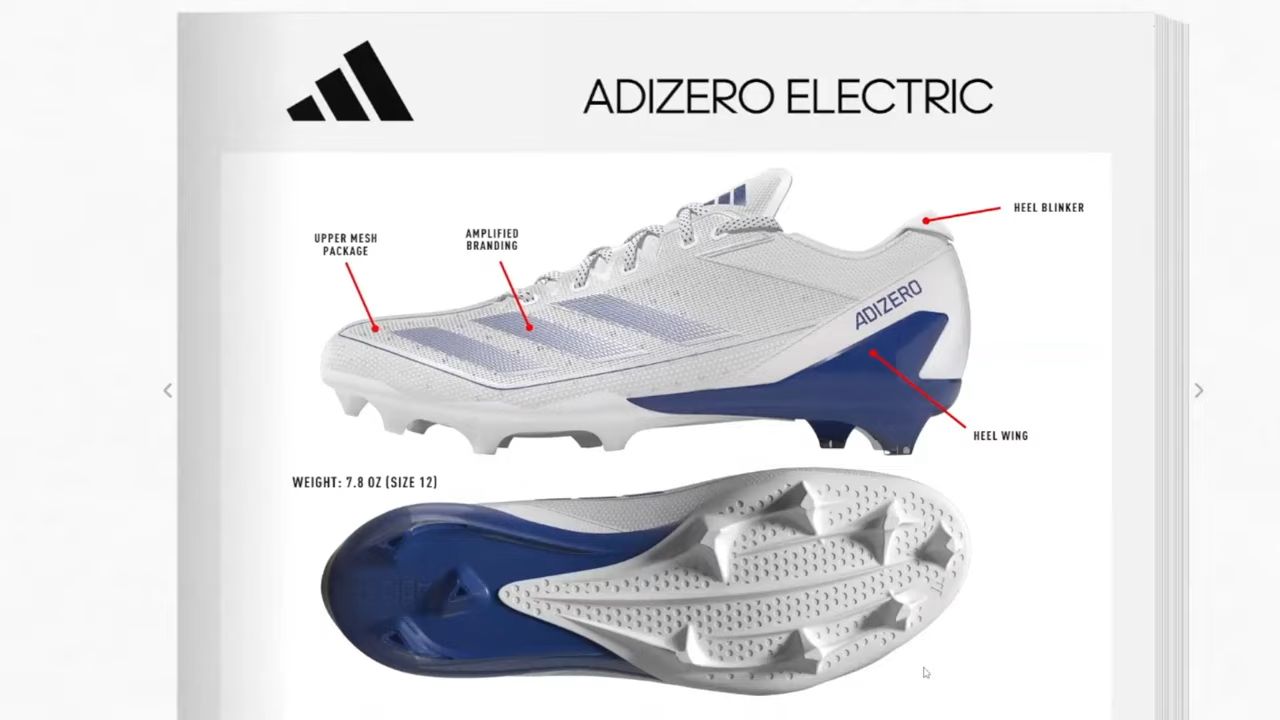 ADIZERO ELECTRIC
HEEL BLINKER
UPPER MESH
PACKAGE
AMPLIFIED
BRANDING
ADIZERO
HEEL WING
WEIGHT: 7.8 OZ (SIZE 12)